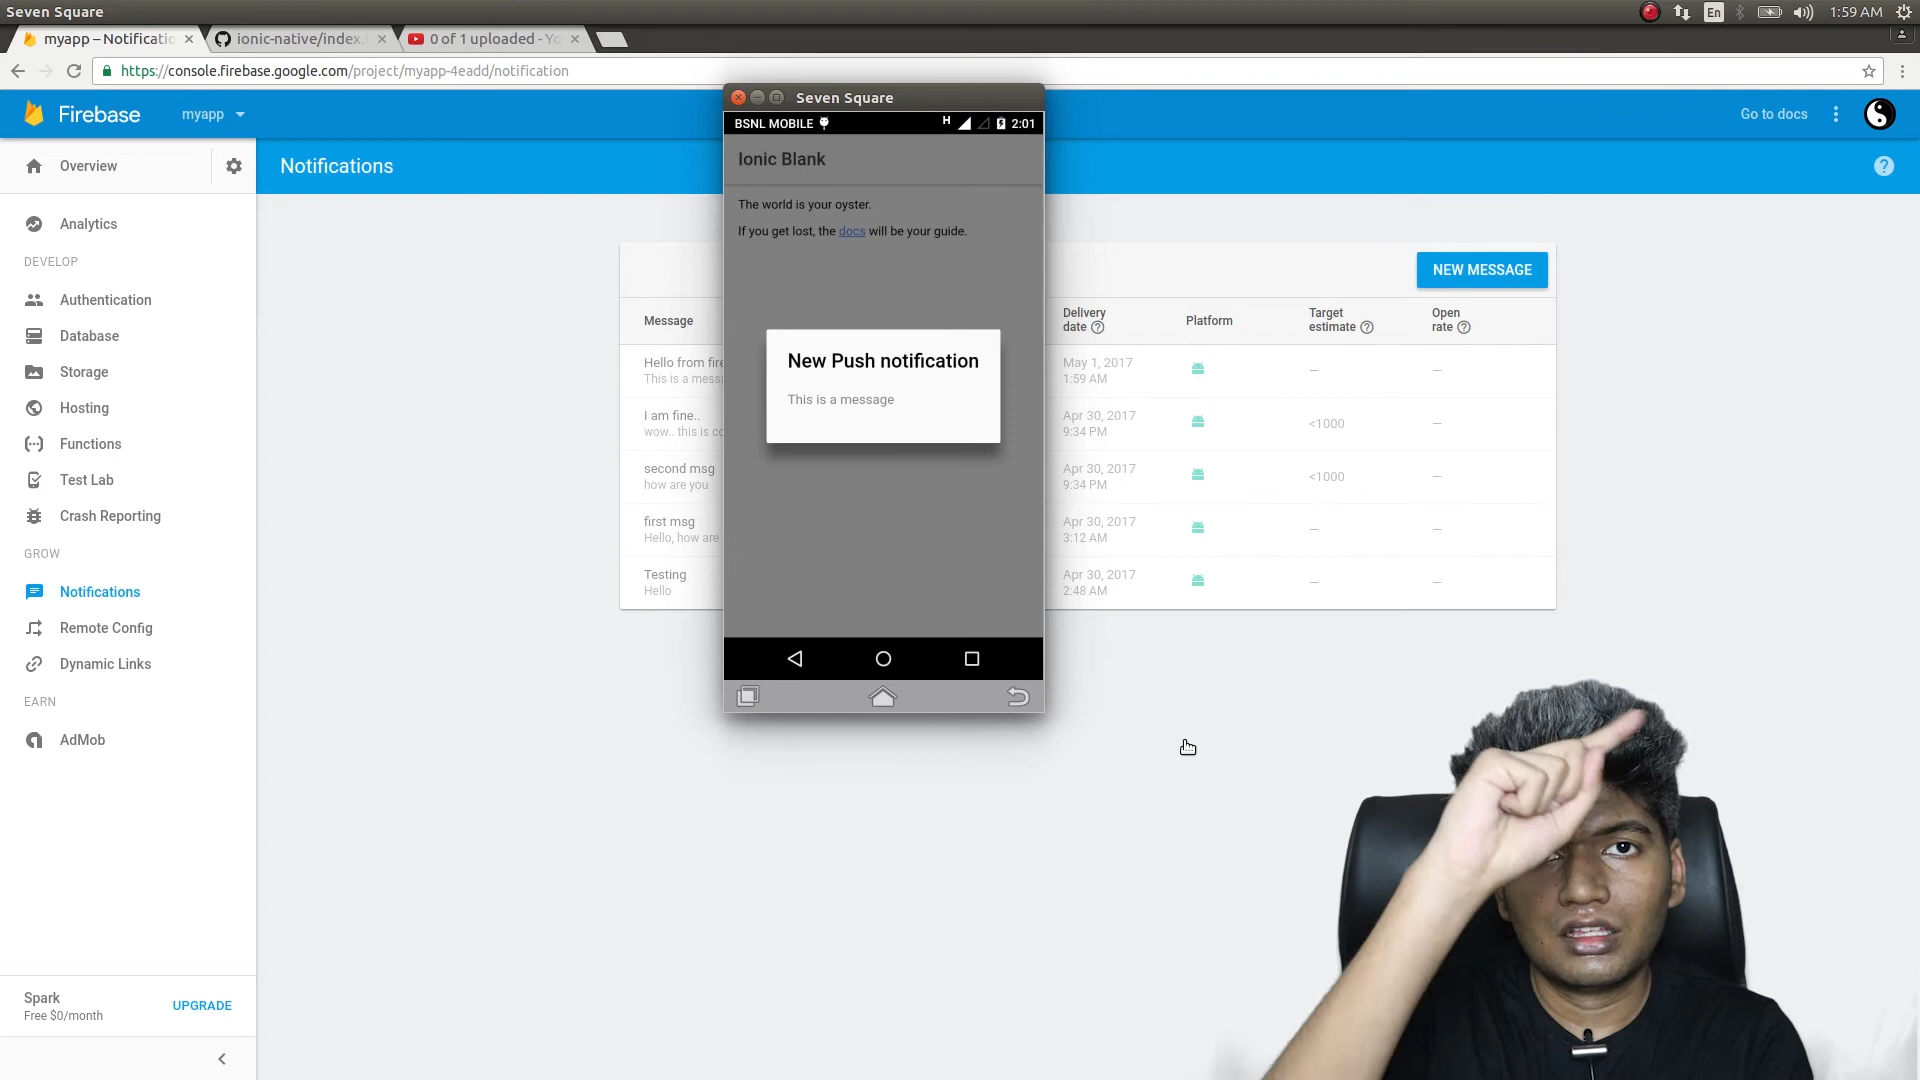 Seven Square
En
1:59 AM
myapp – Notificatio
ionic-native/index.
0 of 1 uploaded - Yo
https://console.firebase.google.com/project/myapp-4eadd/notification
Firebase
myapp
Go to docs
Overview
Notifications
Analytics
DEVELOP
Authentication
Database
Storage
Hosting
Functions
Test Lab
Crash Reporting
GROW
Notifications
Remote Config
Dynamic Links
EARN
AdMob
Spark
Free $0/month
UPGRADE
Seven Square
BSNL MOBILE
H
2:01
Ionic Blank
The world is your oyster.
If you get lost, the docs will be your guide.
New Push notification
This is a message
NEW MESSAGE
Message
Delivery
date
Platform
Target
estimate
Open
rate
Hello from fire
This is a messa
May 1, 2017
1:59 AM
—
—
I am fine..
wow.. this is co
Apr 30, 2017
9:34 PM
<1000
—
second msg
how are you
Apr 30, 2017
9:34 PM
<1000
—
first msg
Hello, how are
Apr 30, 2017
3:12 AM
—
—
Testing
Hello
Apr 30, 2017
2:48 AM
—
—